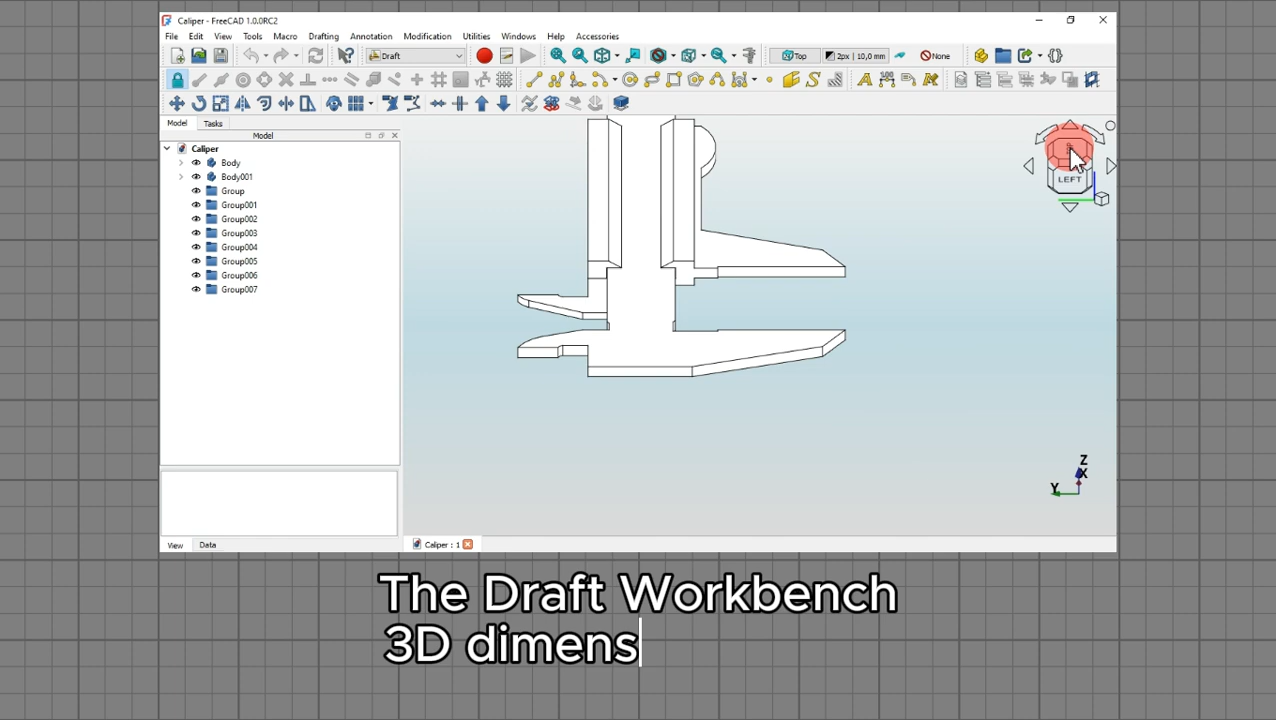 Caliper - FreeCAD 1.0.0RC2
File Edit View Tools Macro Drafting Annotation Modification Utilities Windows Help Accessories
Draft Top 2px | 10,0 mm None
Model Tasks
Model
Caliper
Body
Body001
Group
Group001
Group002
Group003
Group004
Group005
Group006
Group007
LEFT
Z
X
Y
View Data
Caliper : 1
The Draft Workbench
3D dimens